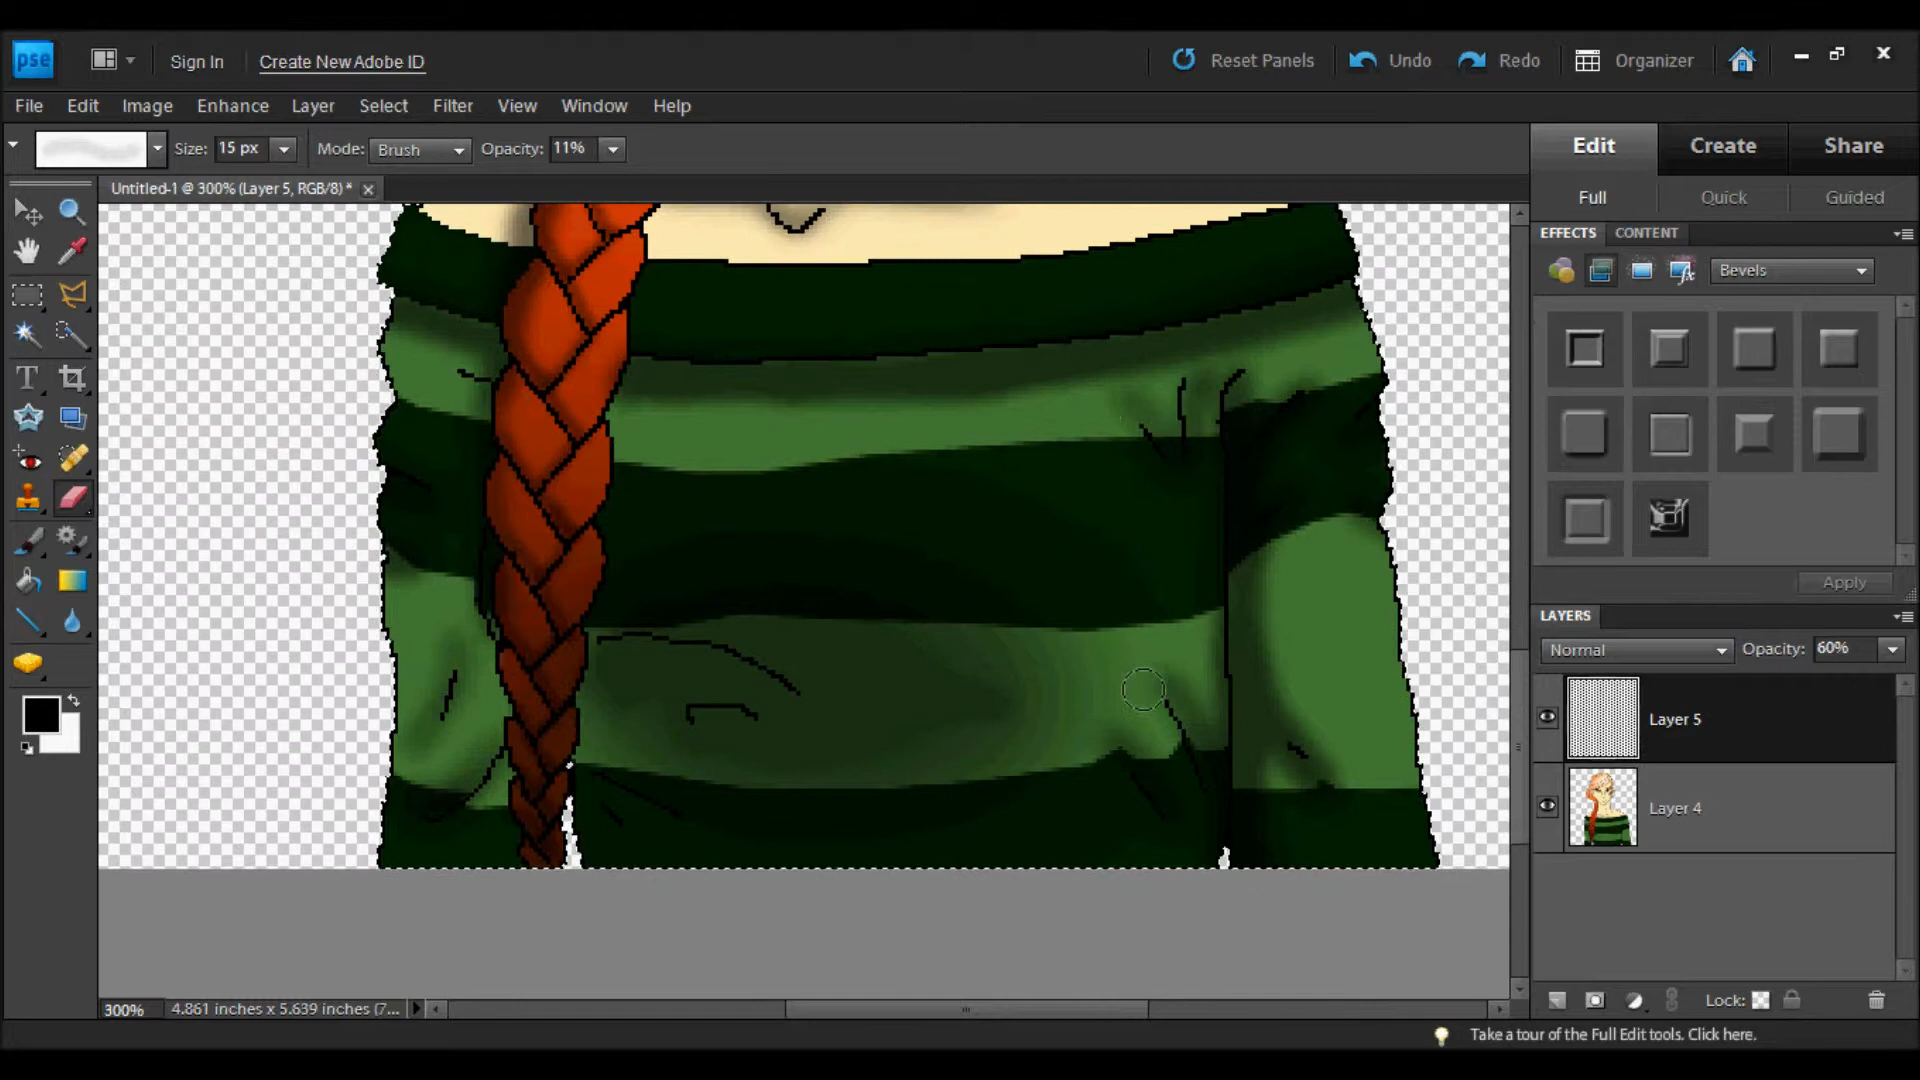 pse
Sign In
Create New Adobe ID
Reset Panels
Undo
Redo
Organizer
File
Edit
Image
Enhance
Layer
Select
Filter
View
Window
Help
Size: 15 px
Mode: Brush
Opacity: 11%
Edit
Create
Share
Untitled-1 @ 300% (Layer 5, RGB/8) *
Full
Quick
Guided
EFFECTS
CONTENT
Bevels
T
Apply
LAYERS
Normal
Opacity: 60%
Layer 5
Layer 4
Lock:
300%
4.861 inches x 5.639 inches (7...
Take a tour of the Full Edit tools. Click here.